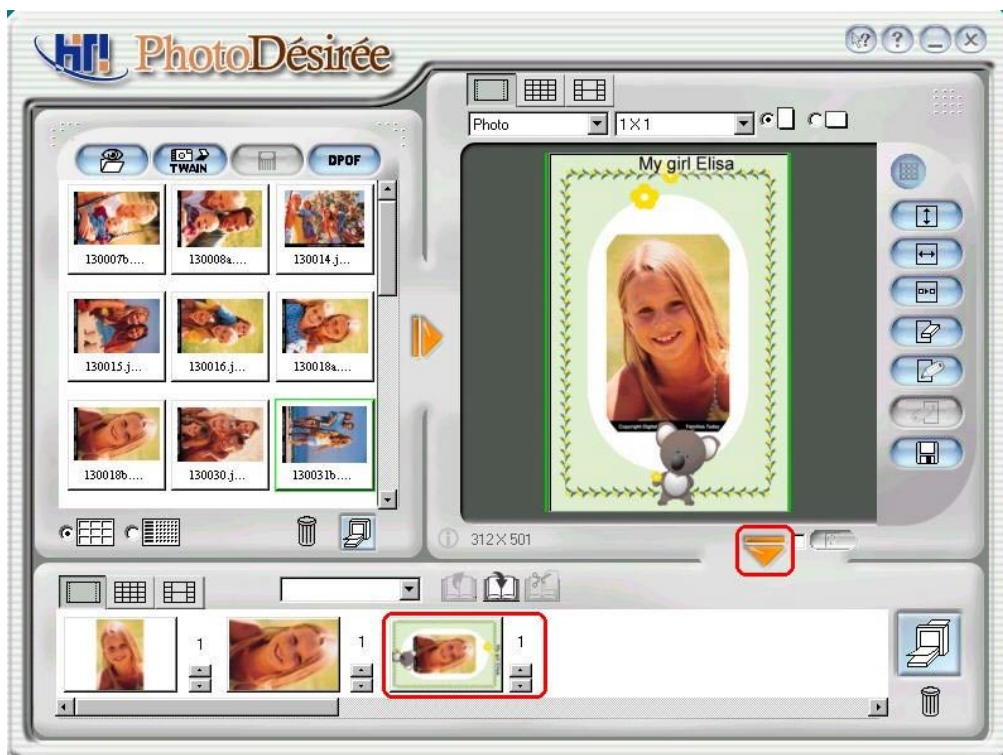 HiTi PhotoDésirée
? ?
Photo
1X1
TWAIN
DPOF
My girl Elisa
130007b....
130008a....
130014.j...
130015.j...
130016.j...
130018a....
130018b....
130030.j...
130031b....
312X501
1
1
1